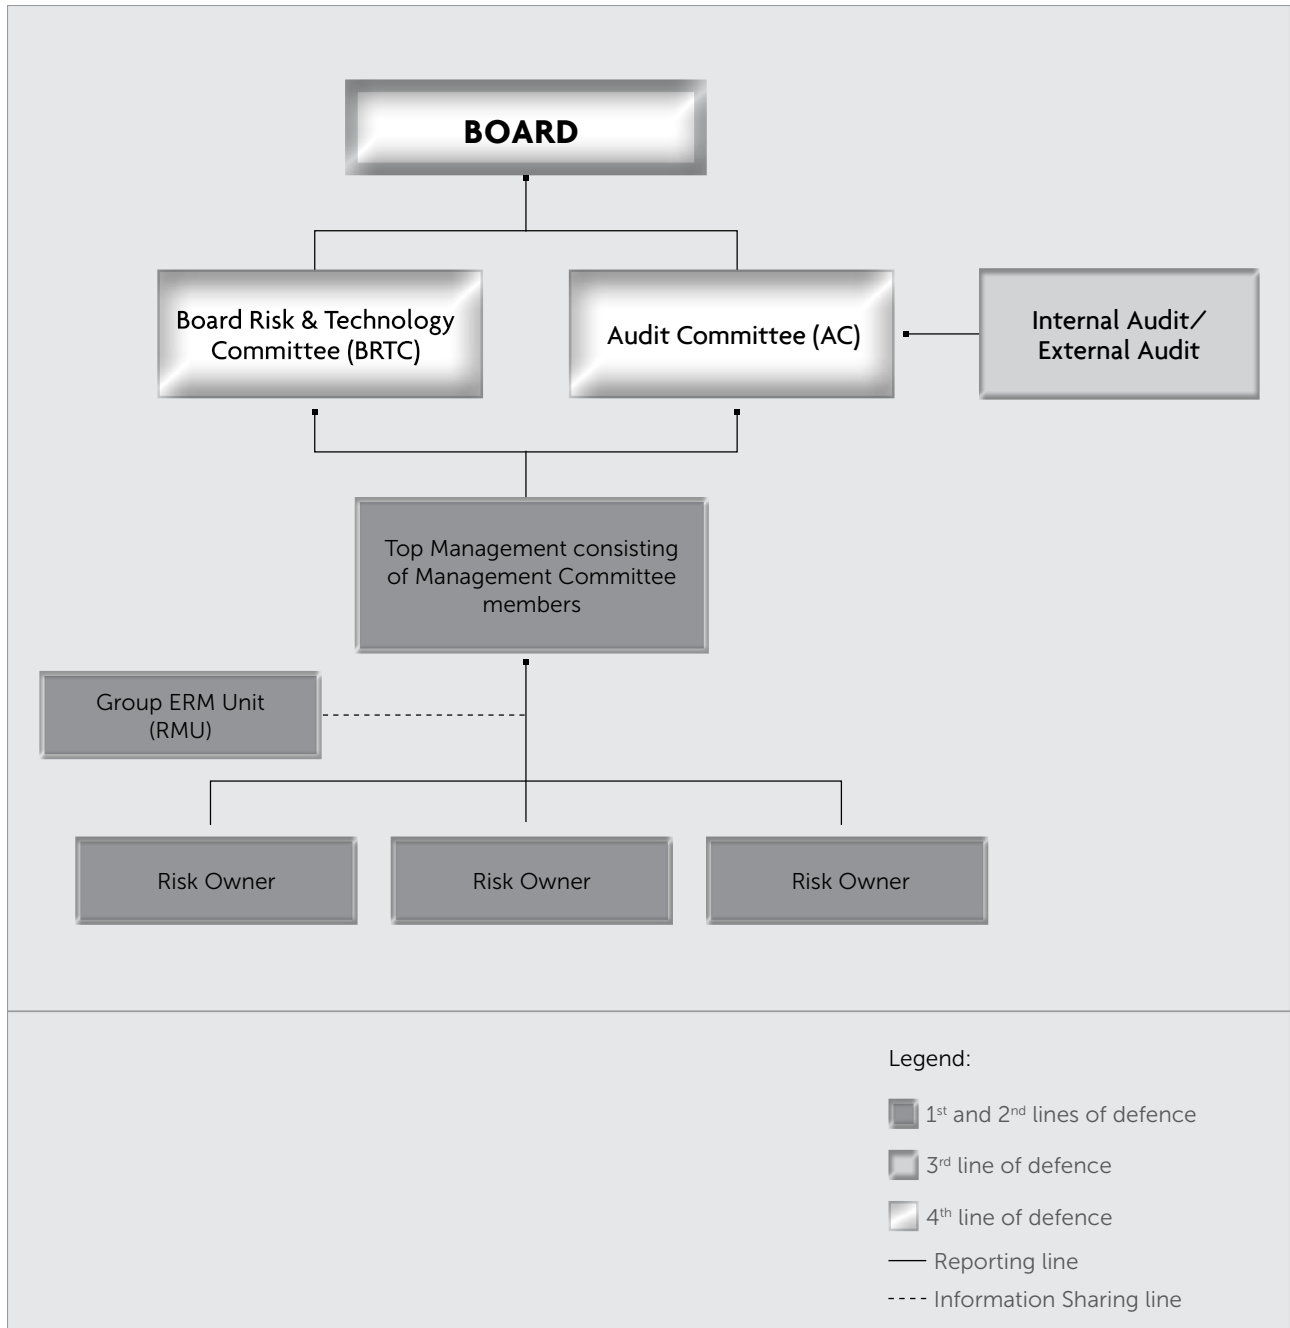 BOARD
Board Risk & Technology
Committee (BRTC)
Audit Committee (AC)
Internal Audit/
External Audit
Top Management consisting
of Management Committee
members
Group ERM Unit
(RMU)
Risk Owner
Risk Owner
Risk Owner
Legend:
1st and 2nd lines of defence
3rd line of defence
4th line of defence
Reporting line
Information Sharing line